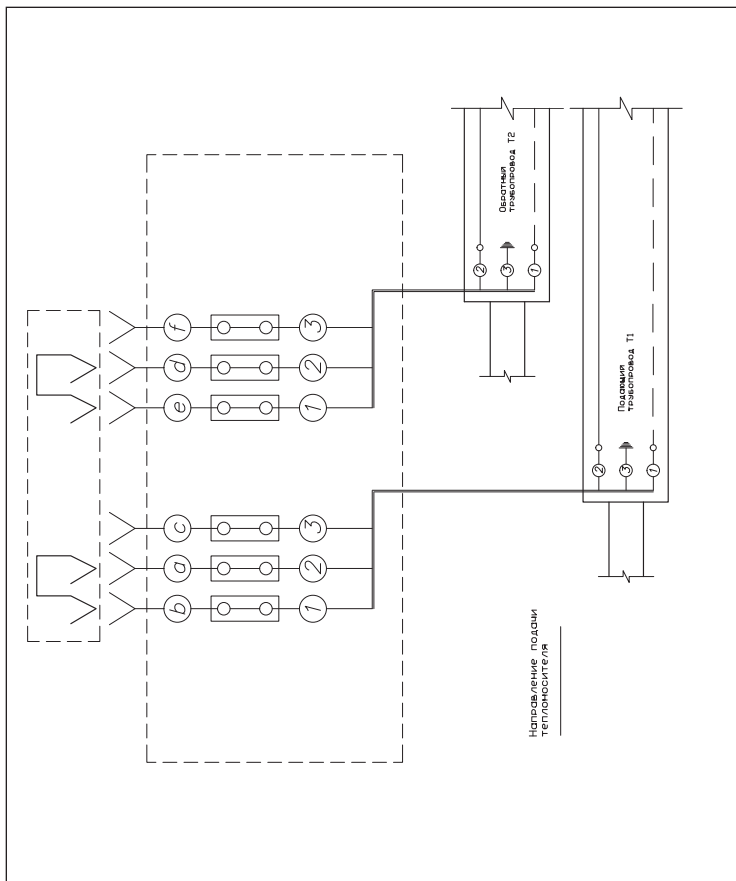 b a c e d f
1 2 3 1 2 3
2
3
1
Обратный
трубопровод Т2
Направление подачи
теплоносителя
2
3
1
Подающий
трубопровод Т1